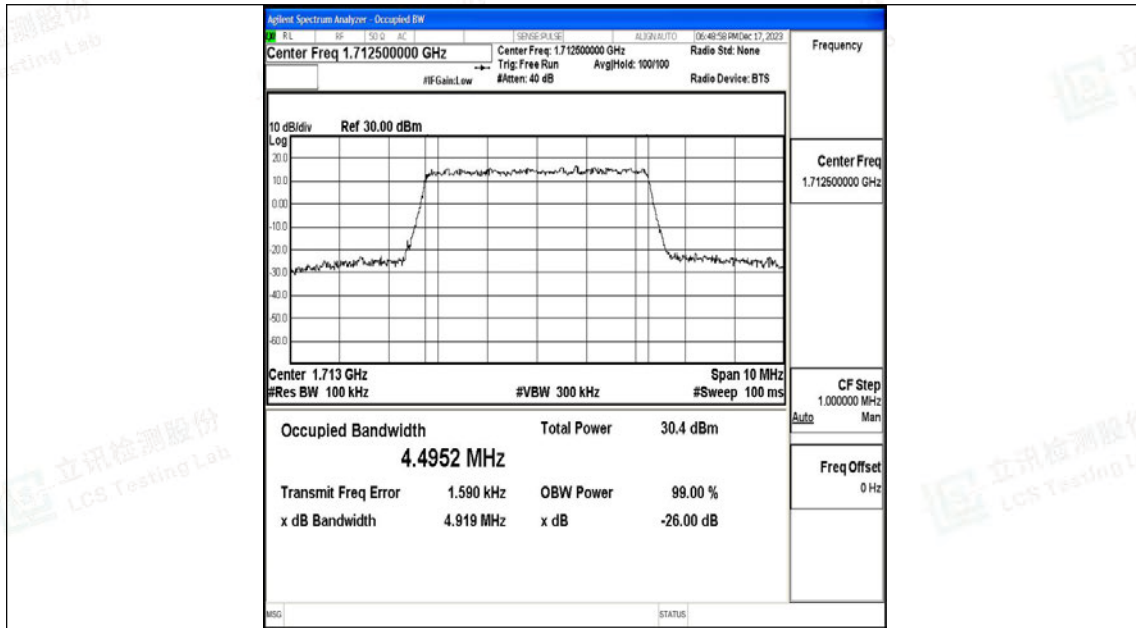 Agilent Spectrum Analyzer - Occupied BW
RL RF 50 Ω AC SENSE:PULSE ALIGNAUTO 06:48:58 PM Dec 17, 2023
Center Freq 1.712500000 GHz
Center Freq: 1.712500000 GHz
Radio Std: None
Trig: Free Run
Avg|Hold: 100/100
#IFGain:Low
#Atten: 40 dB
Radio Device: BTS
Frequency
10 dB/div
Ref 30.00 dBm
Log
20.0
10.0
0.00
-10.0
-20.0
-30.0
-40.0
-50.0
-60.0
Center Freq
1.712500000 GHz
Center 1.713 GHz
Span 10 MHz
#Res BW 100 kHz
#VBW 300 kHz
#Sweep 100 ms
CF Step
1.000000 MHz
Auto Man
Occupied Bandwidth
Total Power 30.4 dBm
4.4952 MHz
Transmit Freq Error 1.590 kHz OBW Power 99.00 %
x dB Bandwidth 4.919 MHz x dB -26.00 dB
Freq Offset
0 Hz
MSG STATUS
立讯检测股份
LCS Testing Lab